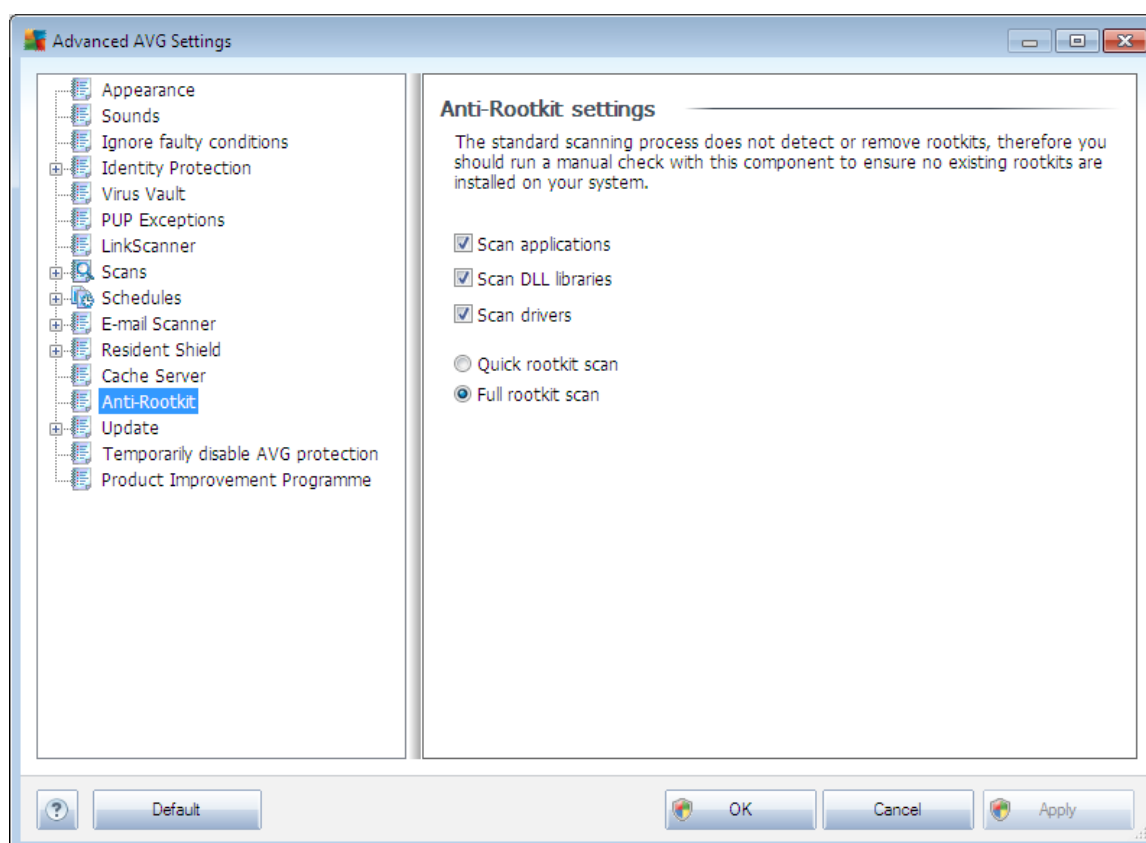 Advanced AVG Settings
Appearance
Sounds
Ignore faulty conditions
Identity Protection
Virus Vault
PUP Exceptions
LinkScanner
Scans
Schedules
E-mail Scanner
Resident Shield
Cache Server
Anti-Rootkit
Update
Temporarily disable AVG protection
Product Improvement Programme
Anti-Rootkit settings
The standard scanning process does not detect or remove rootkits, therefore you
should run a manual check with this component to ensure no existing rootkits are
installed on your system.
Scan applications
Scan DLL libraries
Scan drivers
Quick rootkit scan
Full rootkit scan
?
Default
OK
Cancel
Apply